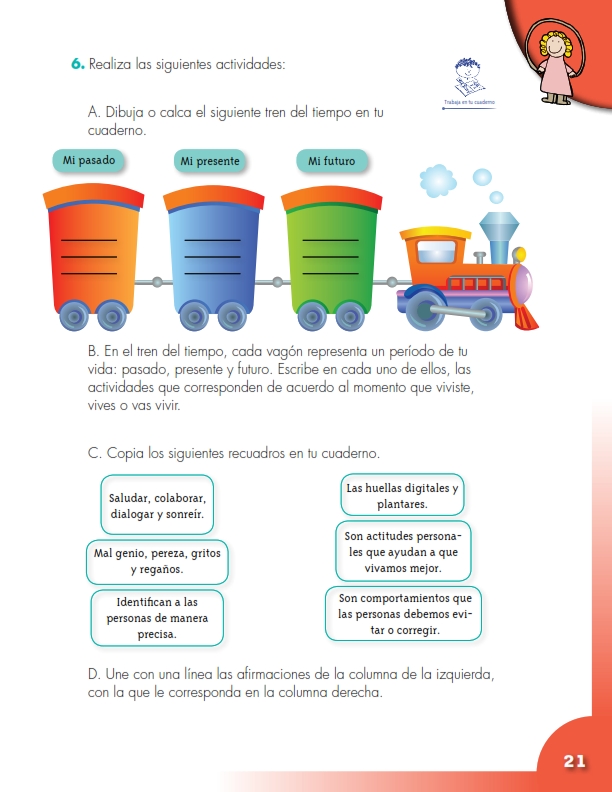 6. Realiza las siguientes actividades:
Trabaja en tu cuaderno
A. Dibuja o calca el siguiente tren del tiempo en tu
cuaderno.
Mi pasado
Mi presente
Mi futuro
B. En el tren del tiempo, cada vagón representa un período de tu
vida: pasado, presente y futuro. Escribe en cada uno de ellos, las
actividades que corresponden de acuerdo al momento que viviste,
vives o vas vivir.
C. Copia los siguientes recuadros en tu cuaderno.
Saludar, colaborar,
dialogar y sonreír.
Mal genio, pereza, gritos
y regaños.
Identifican a las
personas de manera
precisa.
Las huellas digitales y
plantares.
Son actitudes persona-
les que ayudan a que
vivamos mejor.
Son comportamientos que
las personas debemos evi-
tar o corregir.
D. Une con una línea las afirmaciones de la columna de la izquierda,
con la que le corresponda en la columna derecha.
21